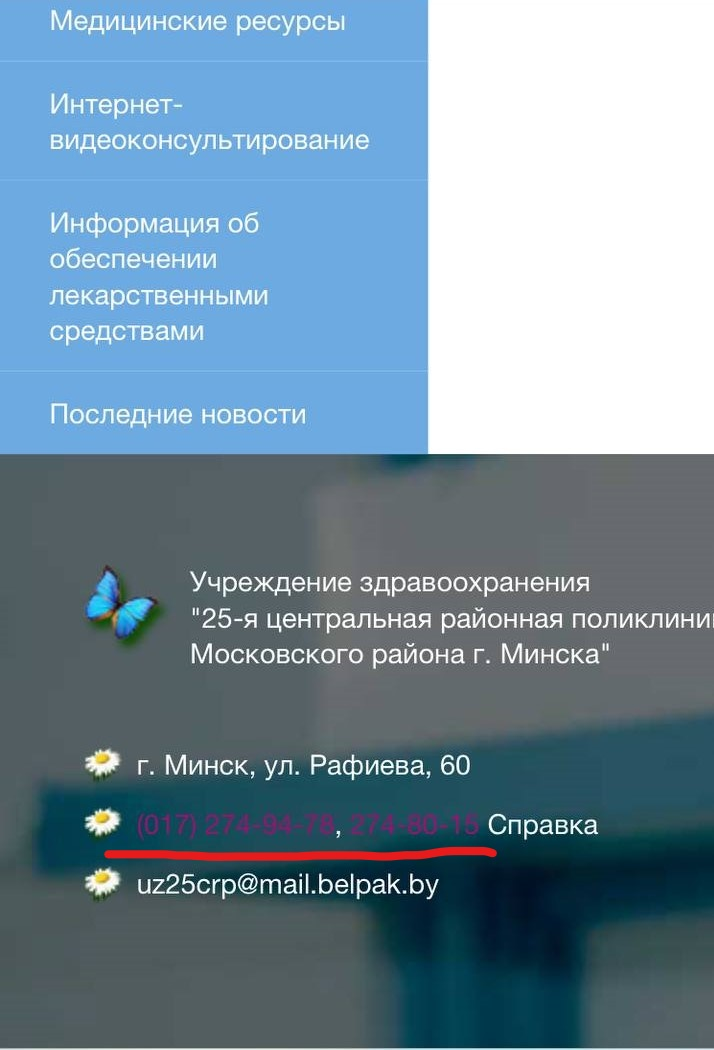 Медицинские ресурсы
Интернет-
видеоконсультирование
Информация об
обеспечении
лекарственными
средствами
Последние новости
Учреждение здравоохранения
"25-я центральная районная поликлини
Московского района г. Минска"
г. Минск, ул. Рафиева, 60
(017) 274-94-78, 274-80-15 Справка
uz25crp@mail.belpak.by